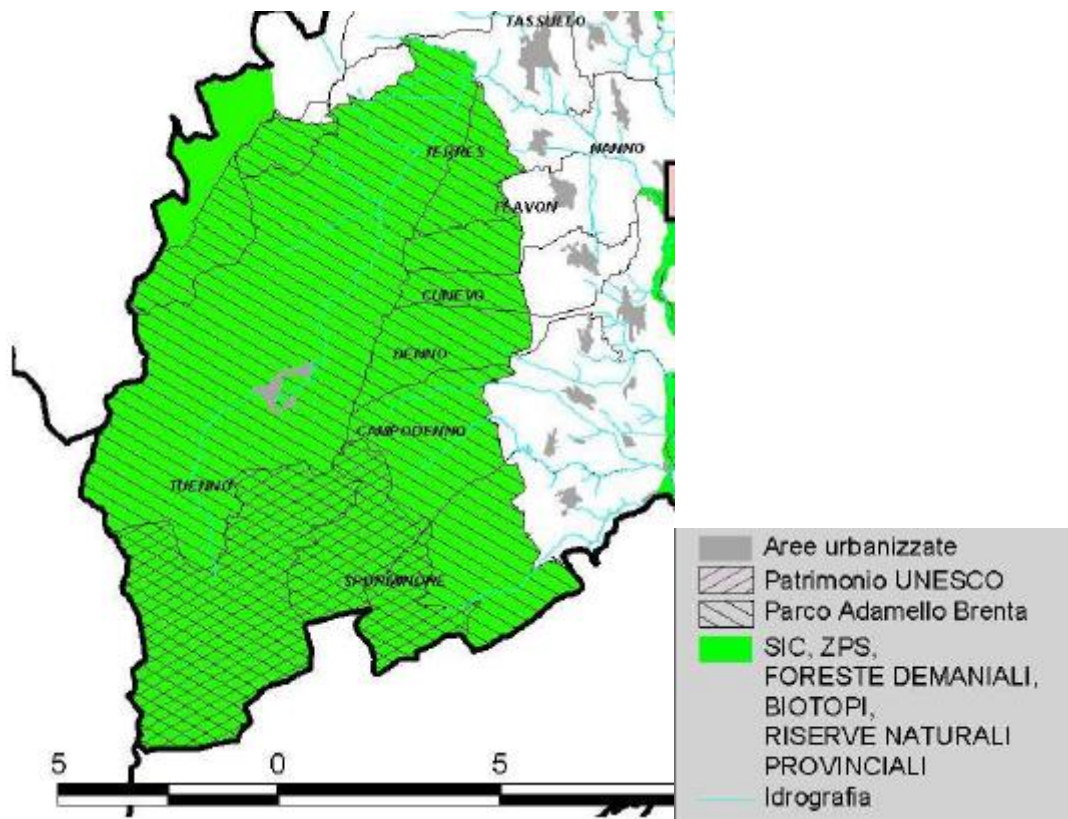 TASSULLO
TERRES
NANNO
FLAVON
CUNEVO
DENNO
CAMPODENNO
TUENNO
SPORMINORE
5 0 5
Aree urbanizzate
Patrimonio UNESCO
Parco Adamello Brenta
SIC, ZPS,
FORESTE DEMANIALI,
BIOTOPI,
RISERVE NATURALI
PROVINCIALI
Idrografia